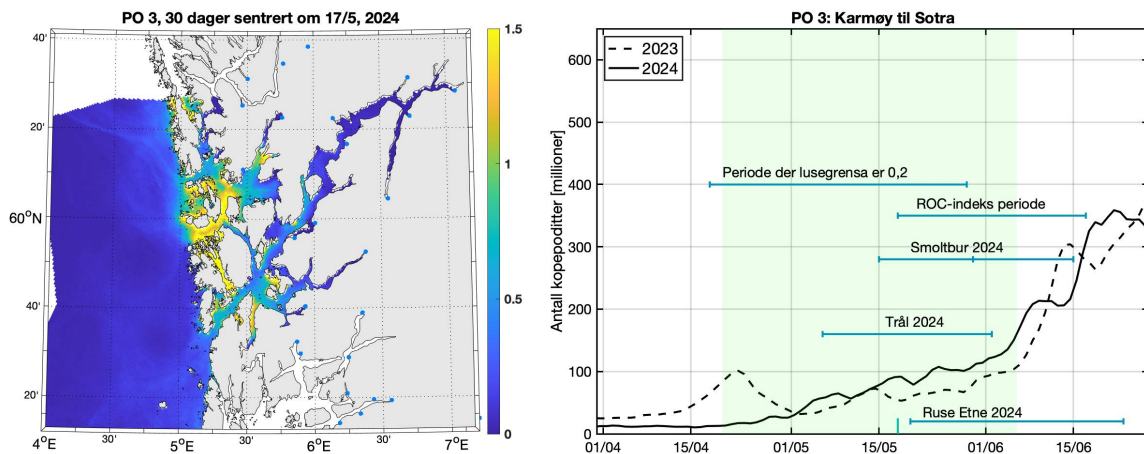 PO 3, 30 dager sentrert om 17/5, 2024
40'
20'
60°N
40'
20'
4°E
30'
5°E
30'
6°E
30'
7°E
1.5
1
0.5
0
PO 3: Karmøy til Sotra
Antall kopepoditter [millioner]
600
500
400
300
200
100
0
2023
2024
Periode der lusegrensa er 0,2
ROC-indeks periode
Smoltbur 2024
Trål 2024
Ruse Etne 2024
01/04
15/04
01/05
15/05
01/06
15/06